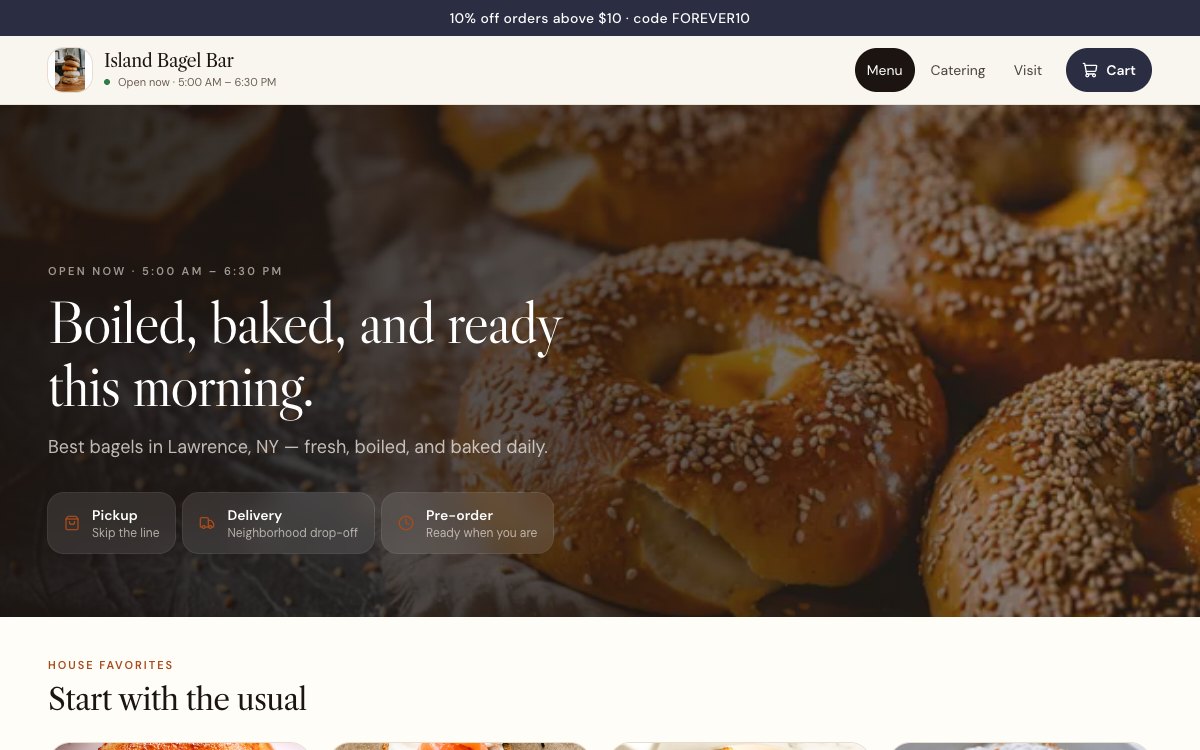 10% off orders above $10 · code FOREVER10
Island Bagel Bar
Open now · 5:00 AM – 6:30 PM
Menu
Catering
Visit
Cart
OPEN NOW · 5:00 AM – 6:30 PM
Boiled, baked, and ready
this morning.
Best bagels in Lawrence, NY — fresh, boiled, and baked daily.
Pickup
Skip the line
Delivery
Neighborhood drop-off
Pre-order
Ready when you are
HOUSE FAVORITES
Start with the usual